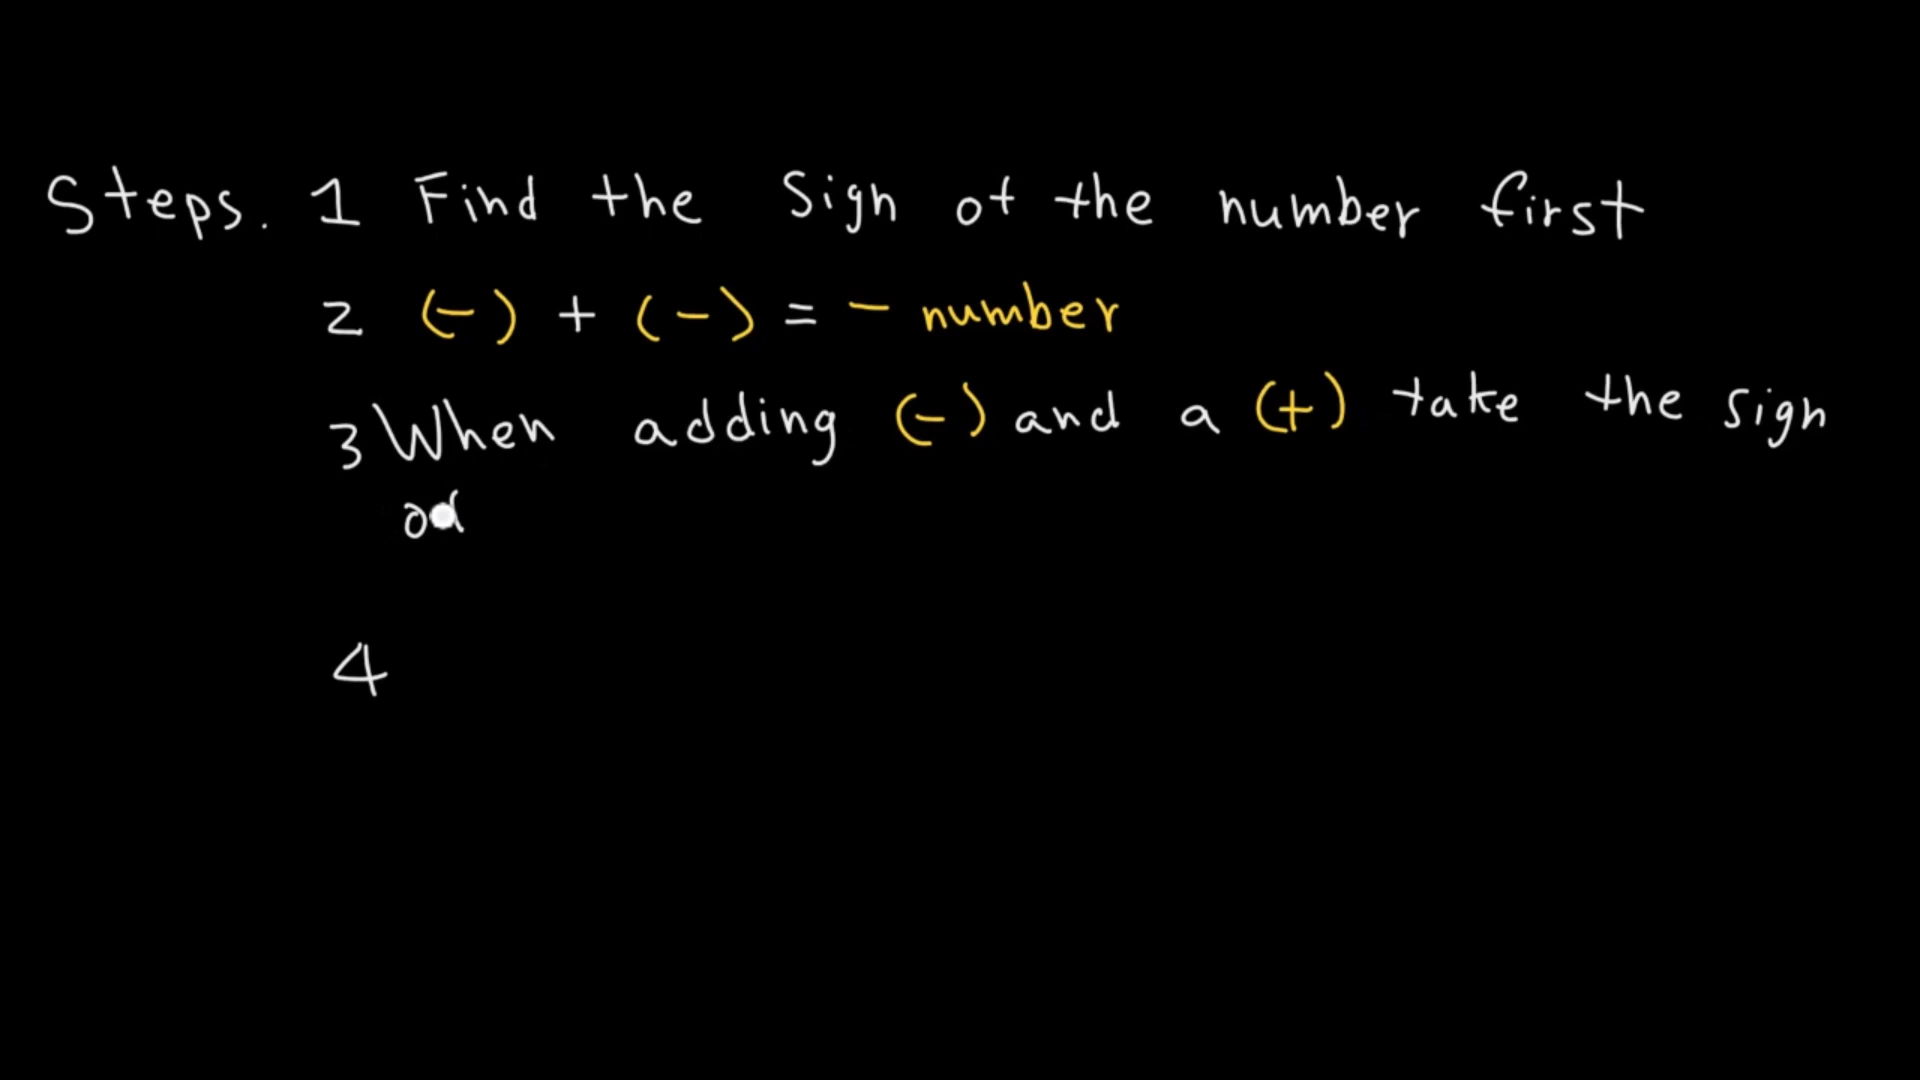 Steps. 1 Find the Sign of the number first
2 (-) + (-) = - number
3 When adding (-) and a (+) take the sign
4